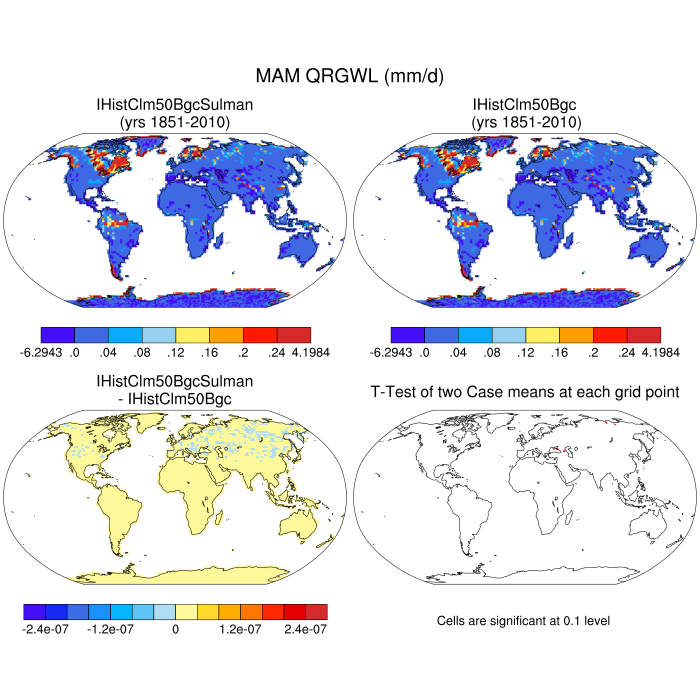 MAM QRGWL (mm/d)
IHistClm50BgcSulman
(yrs 1851-2010)
IHistClm50Bgc
(yrs 1851-2010)
-6.2943 .0 .04 .08 .12 .16 .2 .24 4.1984
-6.2943 .0 .04 .08 .12 .16 .2 .24 4.1984
IHistClm50BgcSulman
- IHistClm50Bgc
T-Test of two Case means at each grid point
-2.4e-07 -1.2e-07 0 1.2e-07 2.4e-07
Cells are significant at 0.1 level